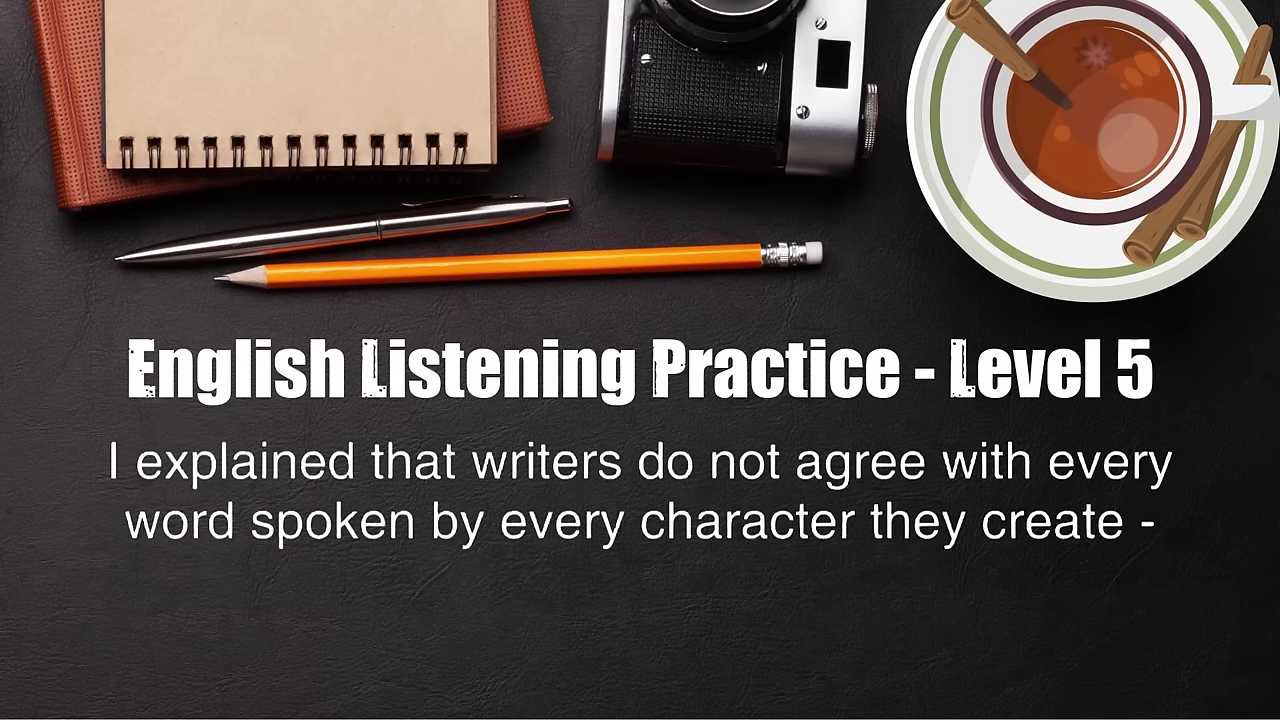 English Listening Practice - Level 5
I explained that writers do not agree with every
word spoken by every character they create -